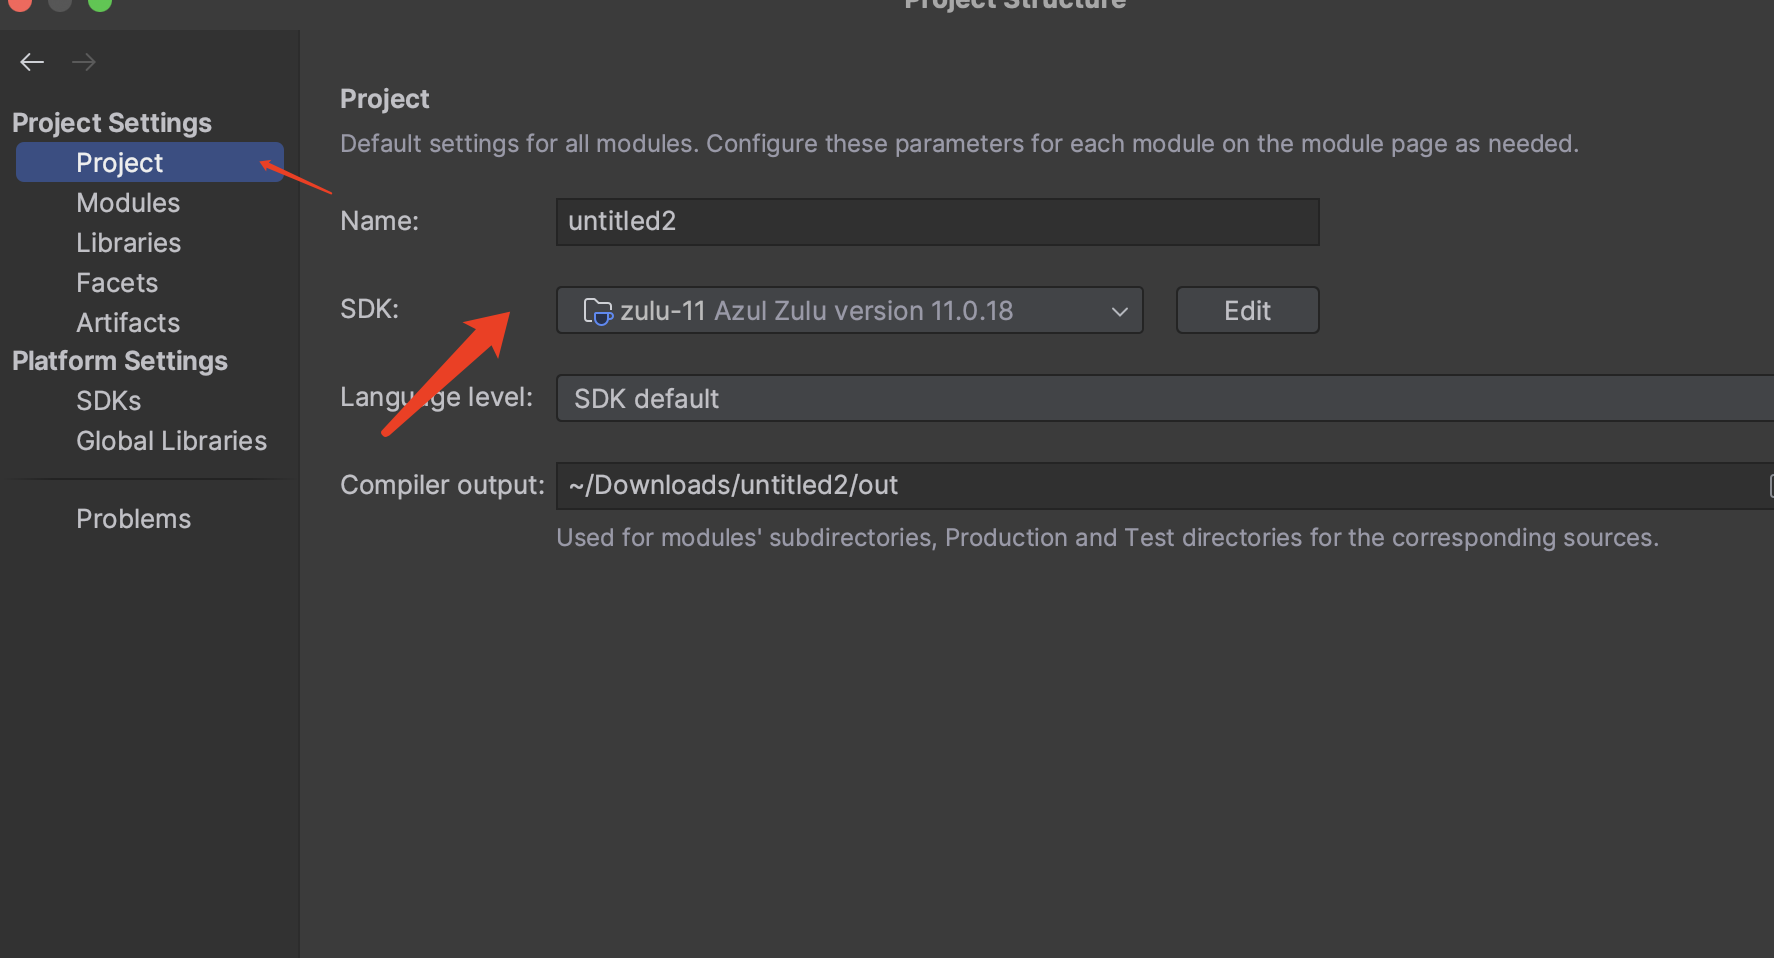 Project Structure
Project Settings
Project
Modules
Libraries
Facets
Artifacts
Platform Settings
SDKs
Global Libraries
Problems
Project
Default settings for all modules. Configure these parameters for each module on the module page as needed.
Name: untitled2
SDK: zulu-11 Azul Zulu version 11.0.18 Edit
Language level: SDK default
Compiler output: ~/Downloads/untitled2/out
Used for modules' subdirectories, Production and Test directories for the corresponding sources.